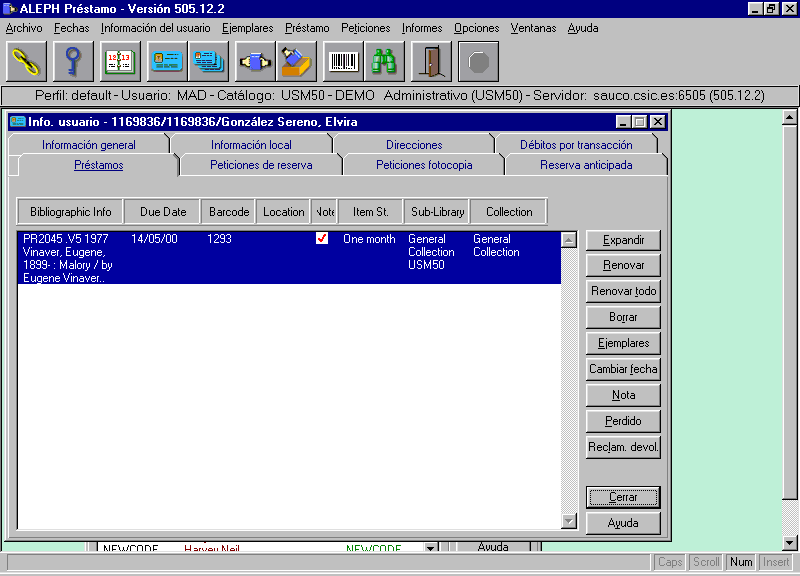 ALEPH Préstamo - Versión 505.12.2
Archivo Fechas Información del usuario Ejemplares Préstamo Peticiones Informes Opciones Ventanas Ayuda
Perfil: default - Usuario: MAD - Catálogo: USM50 - DEMO Administrativo (USM50) - Servidor: sauco.csic.es:6505 (505.12.2)
Info. usuario - 1169836/1169836/González Sereno, Elvira
Información general Información local Direcciones Débitos por transacción
Préstamos Peticiones de reserva Peticiones fotocopia Reserva anticipada
Bibliographic Info Due Date Barcode Location Note Item St. Sub-Library Collection
PR2045 .V5 1977 14/05/00 1293 One month General General
Vinaver, Eugene, Collection Collection
1899- : Malory / by USM50
Eugene Vinaver..
Expandir
Renovar
Renovar todo
Borrar
Ejemplares
Cambiar fecha
Nota
Perdido
Reclam. devol.
Cerrar
Ayuda
NEWCODE Harvey Neil NEWCODE Ayuda
Caps Scroll Num Insert